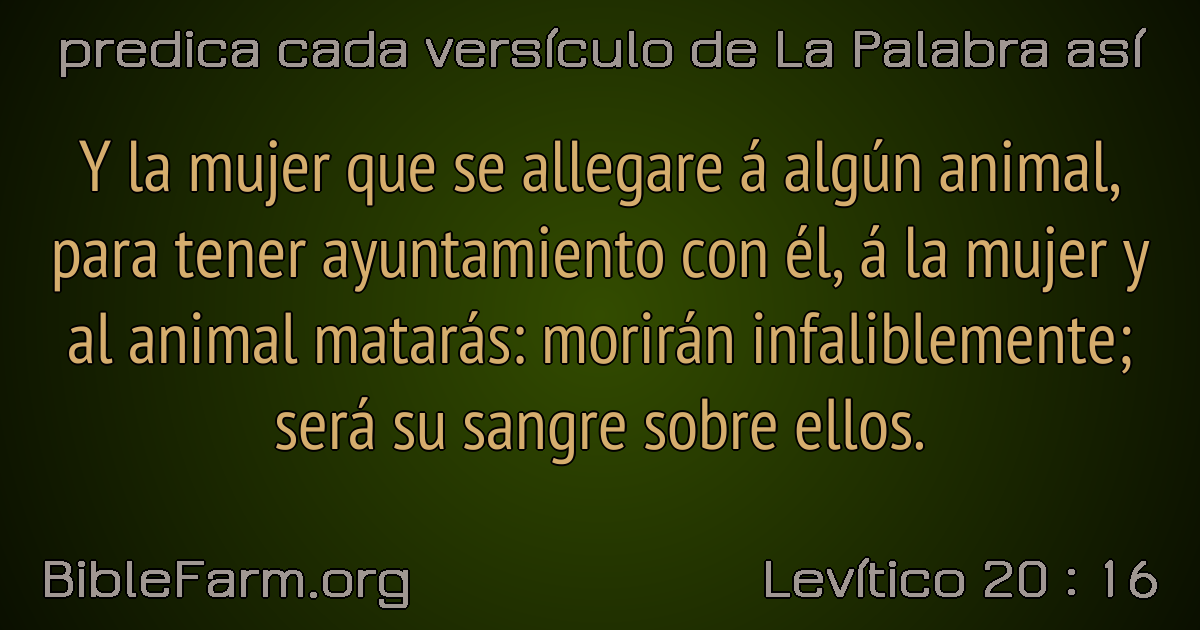 predica cada versículo de La Palabra así
Y la mujer que se allegare á algún animal,
para tener ayuntamiento con él, á la mujer y
al animal matarás: morirán infaliblemente;
será su sangre sobre ellos.
BibleFarm.org
Levítico 20 : 16